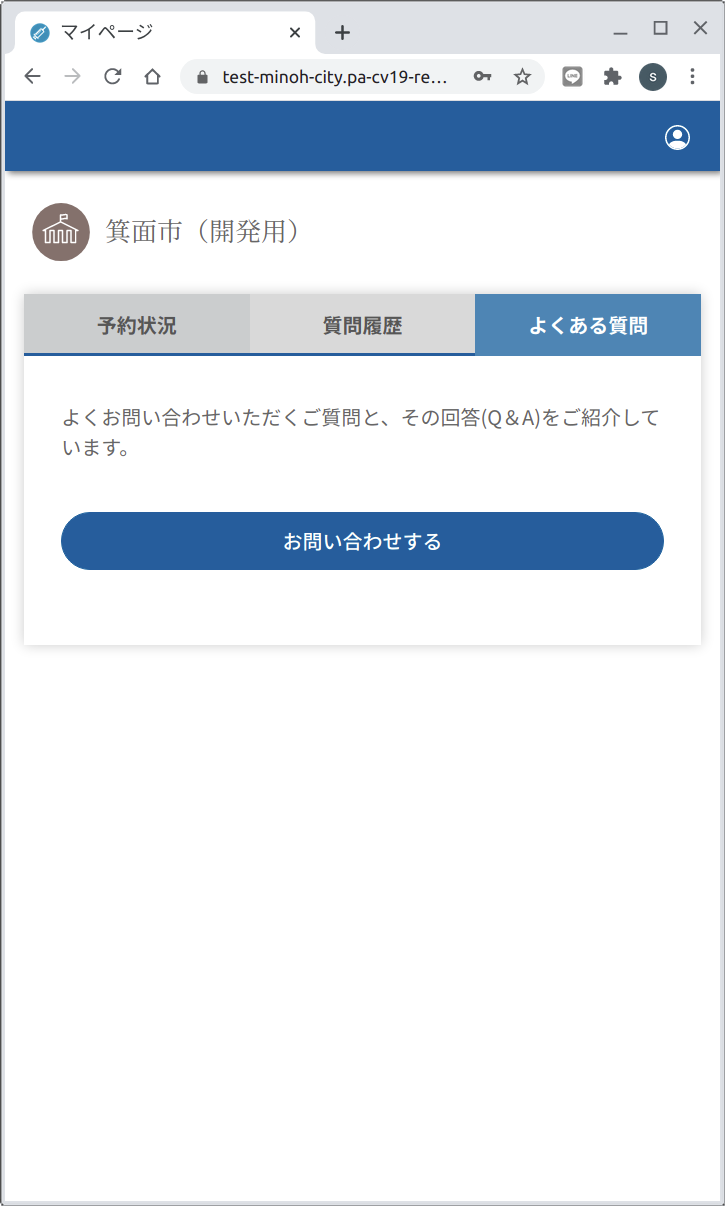 マイページ
test-minoh-city.pa-cv19-re…
LINE
S
箕面市（開発用）
予約状況
質問履歴
よくある質問
よくお問い合わせいただくご質問と、その回答(Q＆A)をご紹介して
います。
お問い合わせする